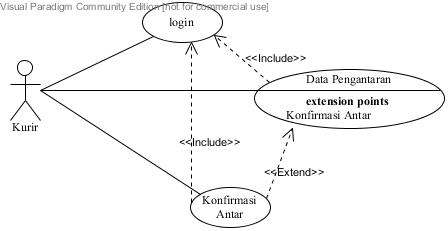 Visual Paradigm Community Edition [not for commercial use]
login
<<Include>>
Data Pengantaran
extension points
Konfirmasi Antar
Kurir
<<Include>>
<<Extend>>
Konfirmasi
Antar